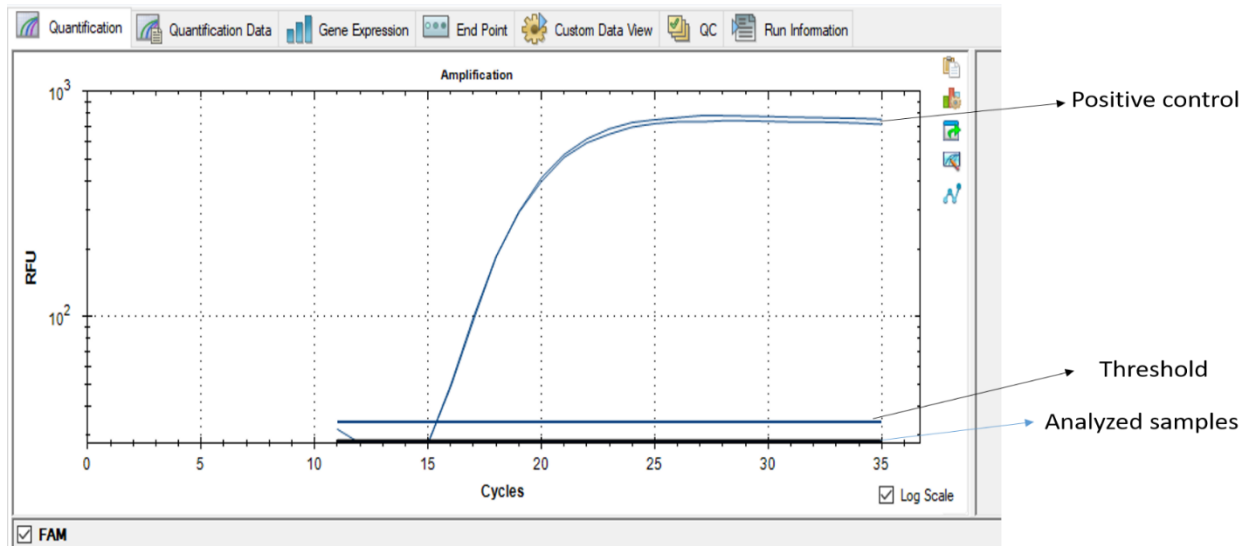 Quantification Quantification Data Gene Expression End Point Custom Data View QC Run Information
Amplification
10³
10²
RFU
0 5 10 15 20 25 30 35
Cycles
Log Scale
FAM
Positive control
Threshold
Analyzed samples